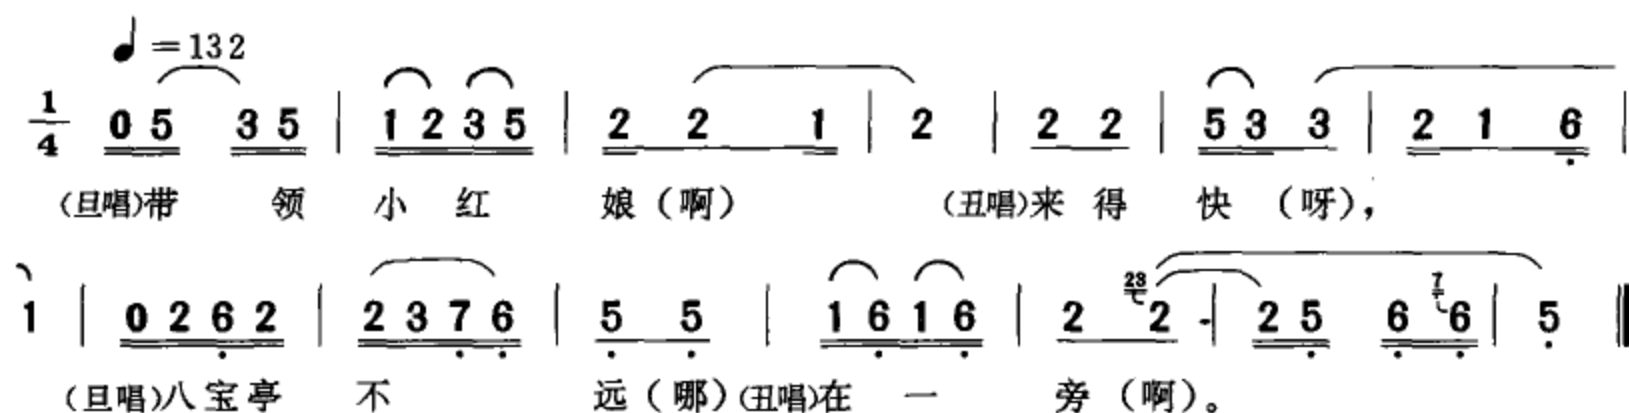 ♩=132
1/4 0 5 3 5 | 1 2 3 5 | 2 2 1 | 2 | 2 2 | 5 3 3 | 2 1 6̣ |
(旦唱)带 领 小 红 娘(啊) (丑唱)来 得 快 (呀),
1 | 0 2 6̣ 2 | 2 3 7̣ 6̣ | 5̣ 5̣ | 1 6̣ 1 6̣ | 2 23 2 · | 2 5̣ 6̣ 7 6̣ | 5̣ ‖
(旦唱)八 宝 亭 不 远(哪)(丑唱)在 一 旁(啊)。